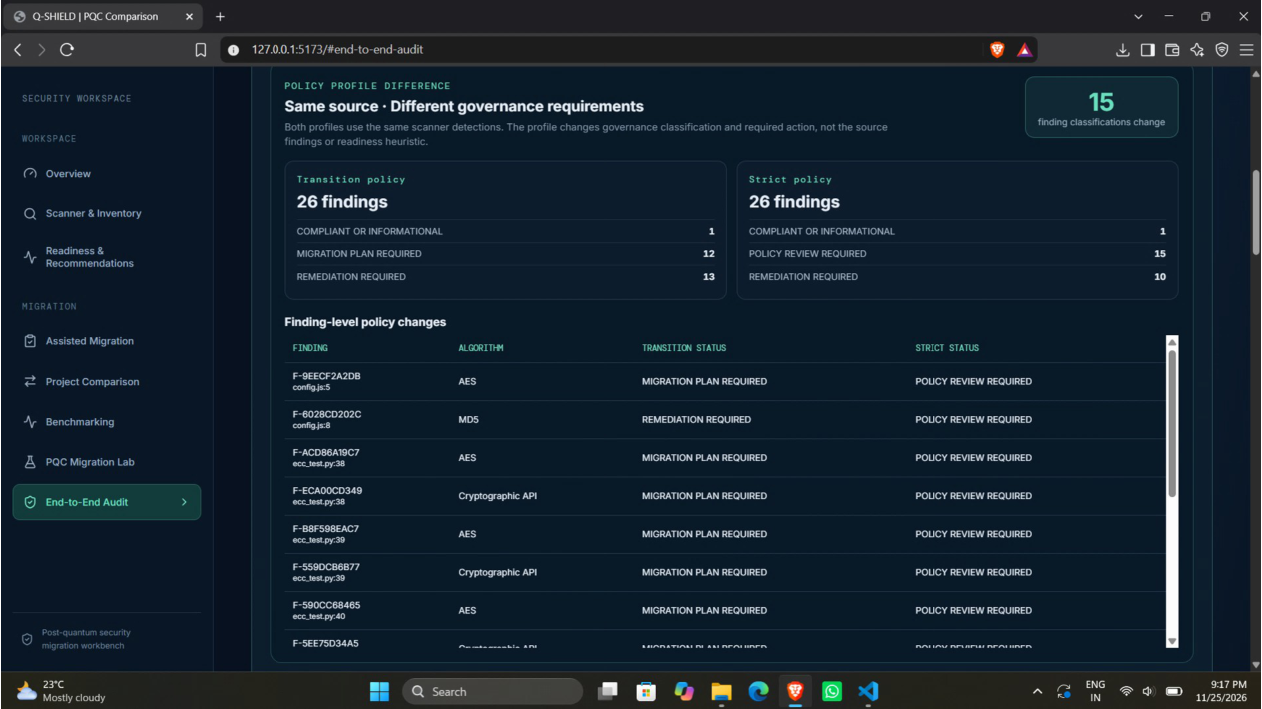 Q-SHIELD | PQC Comparison
127.0.0.1:5173/#end-to-end-audit
SECURITY WORKSPACE
WORKSPACE
Overview
Scanner & Inventory
Readiness &
Recommendations
MIGRATION
Assisted Migration
Project Comparison
Benchmarking
PQC Migration Lab
End-to-End Audit
Post-quantum security
migration workbench
POLICY PROFILE DIFFERENCE
Same source · Different governance requirements
Both profiles use the same scanner detections. The profile changes governance classification and required action, not the source
findings or readiness heuristic.
15
finding classifications change
Transition policy
26 findings
COMPLIANT OR INFORMATIONAL 1
MIGRATION PLAN REQUIRED 12
REMEDIATION REQUIRED 13
Strict policy
26 findings
COMPLIANT OR INFORMATIONAL 1
POLICY REVIEW REQUIRED 15
REMEDIATION REQUIRED 10
Finding-level policy changes
FINDING ALGORITHM TRANSITION STATUS STRICT STATUS
F-9EECF2A2DB
config.js:5
AES MIGRATION PLAN REQUIRED POLICY REVIEW REQUIRED
F-6028CD202C
config.js:8
MD5 REMEDIATION REQUIRED POLICY REVIEW REQUIRED
F-ACD86A19C7
ecc_test.py:38
AES MIGRATION PLAN REQUIRED POLICY REVIEW REQUIRED
F-ECA00CD349
ecc_test.py:38
Cryptographic API MIGRATION PLAN REQUIRED POLICY REVIEW REQUIRED
F-B8F598EAC7
ecc_test.py:39
AES MIGRATION PLAN REQUIRED POLICY REVIEW REQUIRED
F-559DCB6B77
ecc_test.py:39
Cryptographic API MIGRATION PLAN REQUIRED POLICY REVIEW REQUIRED
F-590CC68465
ecc_test.py:40
AES MIGRATION PLAN REQUIRED POLICY REVIEW REQUIRED
F-5EE75D34A5
Cryptographic API MIGRATION PLAN REQUIRED POLICY REVIEW REQUIRED
23°C
Mostly cloudy
Search
ENG
IN
9:17 PM
11/25/2026